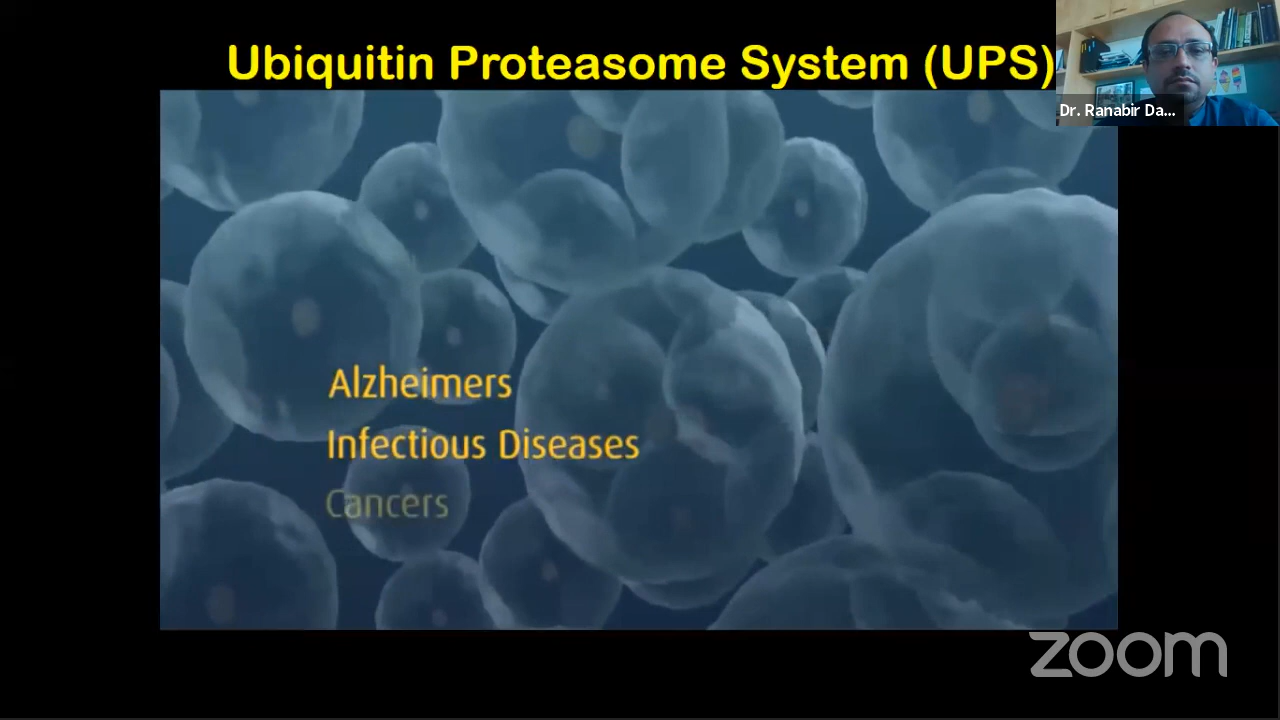 Ubiquitin Proteasome System (UPS)
Dr. Ranabir Da...
Alzheimers
Infectious Diseases
Cancers
zoom